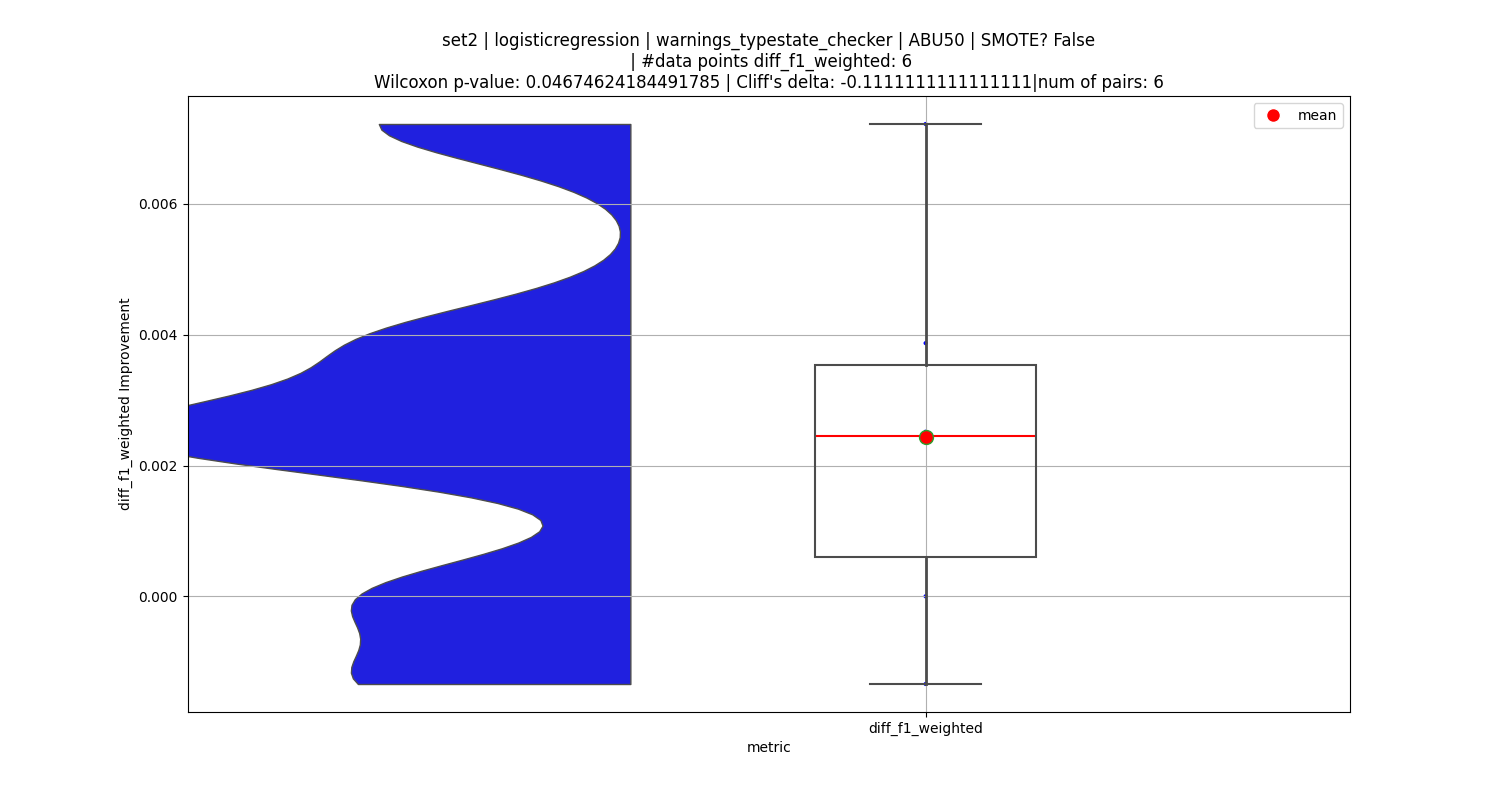 set2 | logisticregression | warnings_typestate_checker | ABU50 | SMOTE? False
| #data points diff_f1_weighted: 6
Wilcoxon p-value: 0.04674624184491785 | Cliff's delta: -0.1111111111111111|num of pairs: 6
mean
0.006
0.004
0.002
0.000
diff_f1_weighted Improvement
diff_f1_weighted
metric